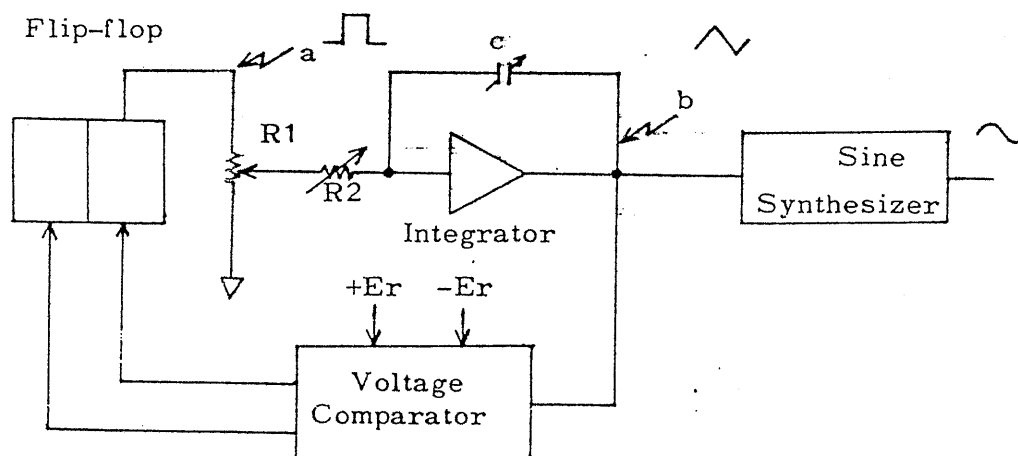 Flip-flop
a
c
b
R1
R2
Integrator
Sine
Synthesizer
+Er -Er
Voltage
Comparator